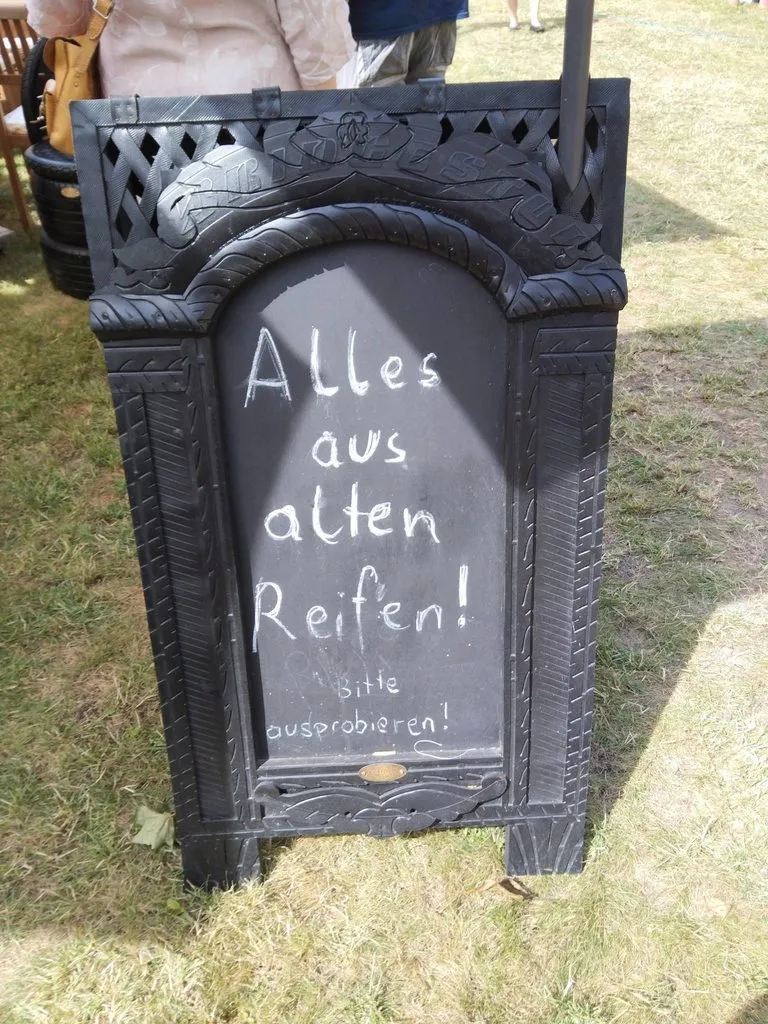 Alles
aus
alten
Reifen!
Bitte
ausprobieren!